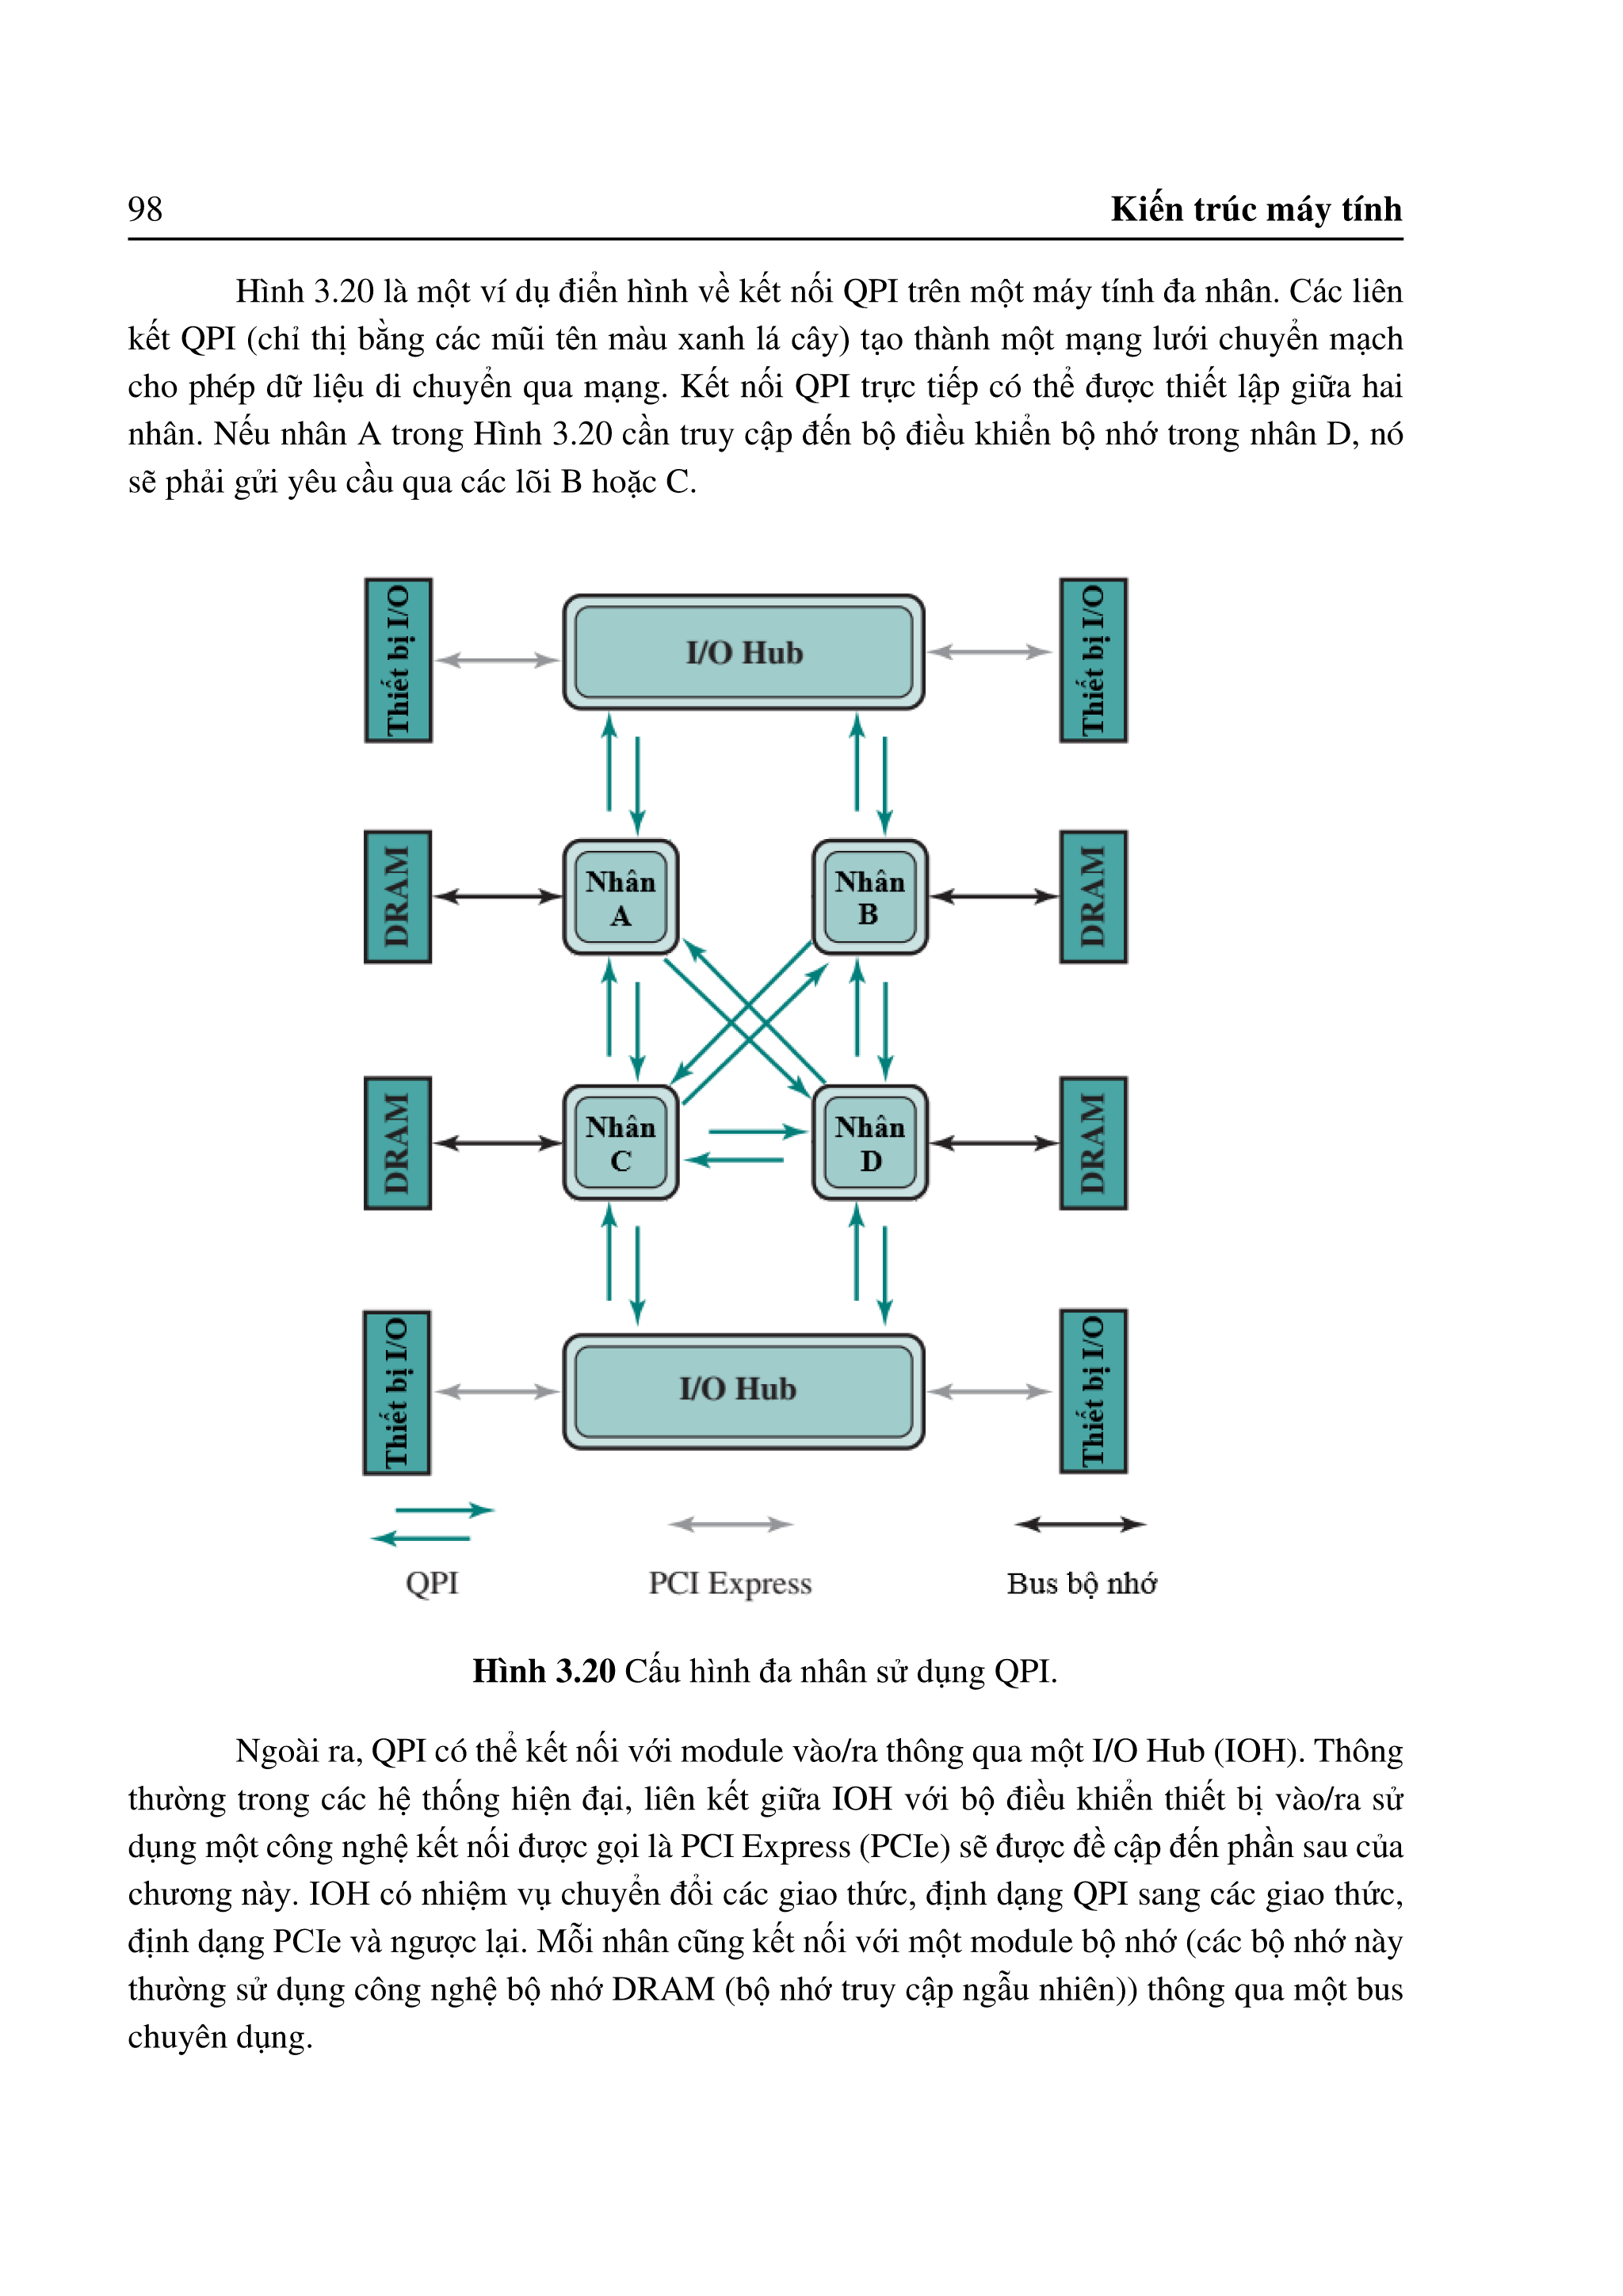 98 Kiến trúc máy tính
Hình 3.20 là một ví dụ điển hình về kết nối QPI trên một máy tính đa nhân. Các liên
kết QPI (chỉ thị bằng các mũi tên màu xanh lá cây) tạo thành một mạng lưới chuyển mạch
cho phép dữ liệu di chuyển qua mạng. Kết nối QPI trực tiếp có thể được thiết lập giữa hai
nhân. Nếu nhân A trong Hình 3.20 cần truy cập đến bộ điều khiển bộ nhớ trong nhân D, nó
sẽ phải gửi yêu cầu qua các lõi B hoặc C.
Thiết bị I/O
I/O Hub
Thiết bị I/O
DRAM
Nhân
A
Nhân
B
DRAM
DRAM
Nhân
C
Nhân
D
DRAM
Thiết bị I/O
I/O Hub
Thiết bị I/O
QPI
PCI Express
Bus bộ nhớ
Hình 3.20 Cấu hình đa nhân sử dụng QPI.
Ngoài ra, QPI có thể kết nối với module vào/ra thông qua một I/O Hub (IOH). Thông
thường trong các hệ thống hiện đại, liên kết giữa IOH với bộ điều khiển thiết bị vào/ra sử
dụng một công nghệ kết nối được gọi là PCI Express (PCIe) sẽ được đề cập đến phần sau của
chương này. IOH có nhiệm vụ chuyển đổi các giao thức, định dạng QPI sang các giao thức,
định dạng PCIe và ngược lại. Mỗi nhân cũng kết nối với một module bộ nhớ (các bộ nhớ này
thường sử dụng công nghệ bộ nhớ DRAM (bộ nhớ truy cập ngẫu nhiên)) thông qua một bus
chuyên dụng.